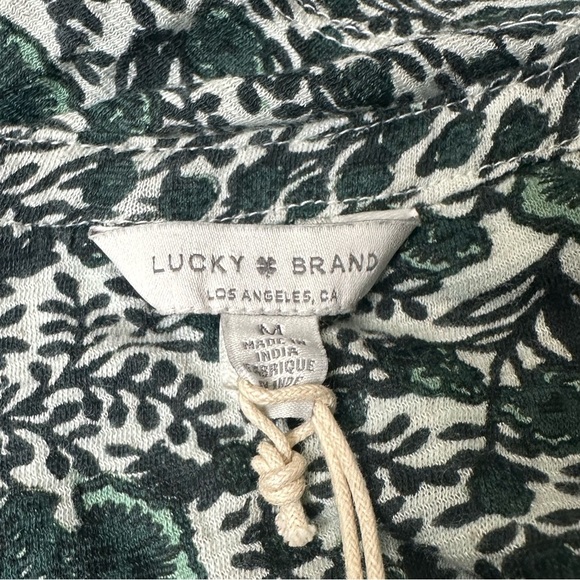 LUCKY BRAND
LOS ANGELES, CA
M
MADE IN
INDIA